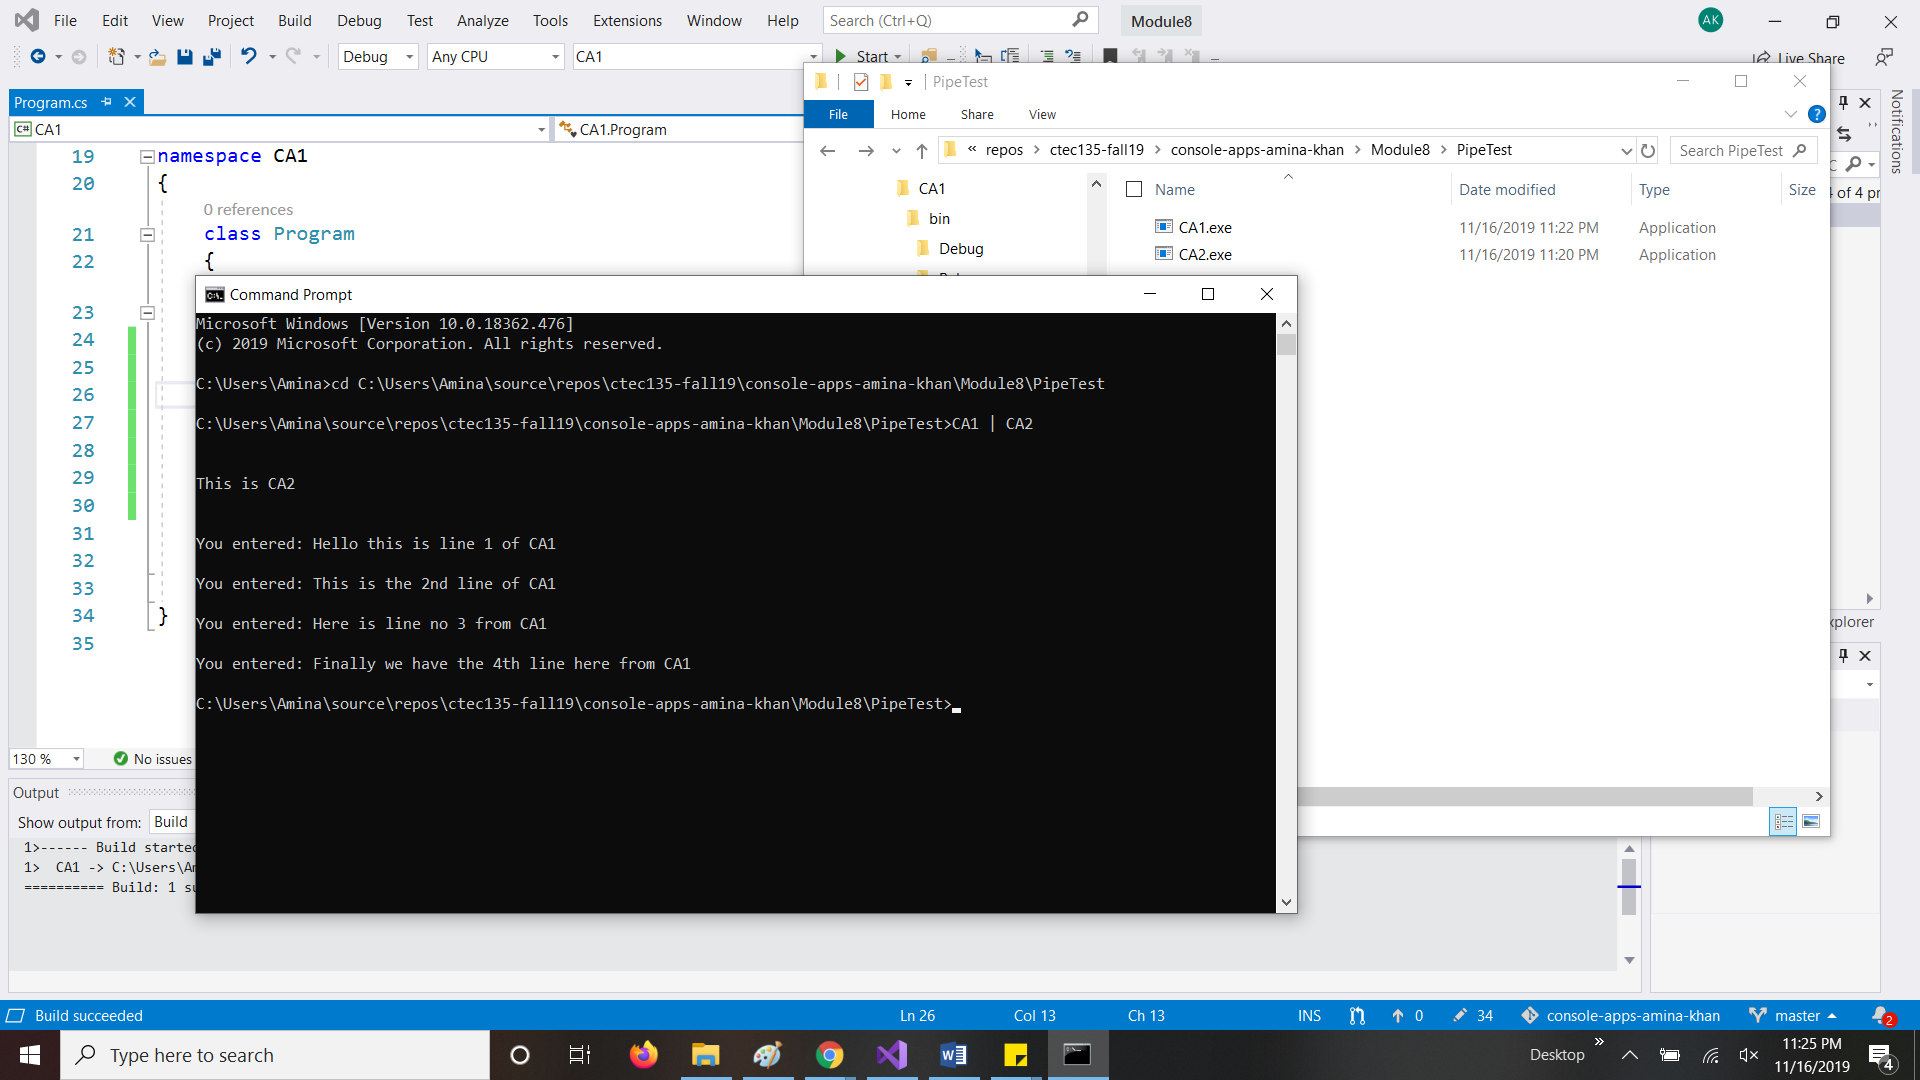 File Edit View Project Build Debug Test Analyze Tools Extensions Window Help Search (Ctrl+Q) Module8 AK
Debug Any CPU CA1 Start Live Share
PipeTest
Program.cs
File Home Share View
CA1 CA1.Program
« repos > ctec135-fall19 > console-apps-amina-khan > Module8 > PipeTest Search PipeTest
Notifications
of 4 pr
CA1
bin
Debug
Name Date modified Type Size
CA1.exe 11/16/2019 11:22 PM Application
CA2.exe 11/16/2019 11:20 PM Application
19 namespace CA1
20 {
0 references
21 class Program
22 {
23
24
25
26
27
28
29
30
31
32
33
34 }
35
Command Prompt
Microsoft Windows [Version 10.0.18362.476]
(c) 2019 Microsoft Corporation. All rights reserved.
C:\Users\Amina>cd C:\Users\Amina\source\repos\ctec135-fall19\console-apps-amina-khan\Module8\PipeTest
C:\Users\Amina\source\repos\ctec135-fall19\console-apps-amina-khan\Module8\PipeTest>CA1 | CA2
This is CA2
You entered: Hello this is line 1 of CA1
You entered: This is the 2nd line of CA1
You entered: Here is line no 3 from CA1
You entered: Finally we have the 4th line here from CA1
C:\Users\Amina\source\repos\ctec135-fall19\console-apps-amina-khan\Module8\PipeTest>
xplorer
130 % No issues
Output
Show output from: Build
1>------ Build started
1> CA1 -> C:\Users\Am
========== Build: 1 su
Build succeeded Ln 26 Col 13 Ch 13 INS 0 34 console-apps-amina-khan master 2
Type here to search Desktop » 11:25 PM
11/16/2019 4